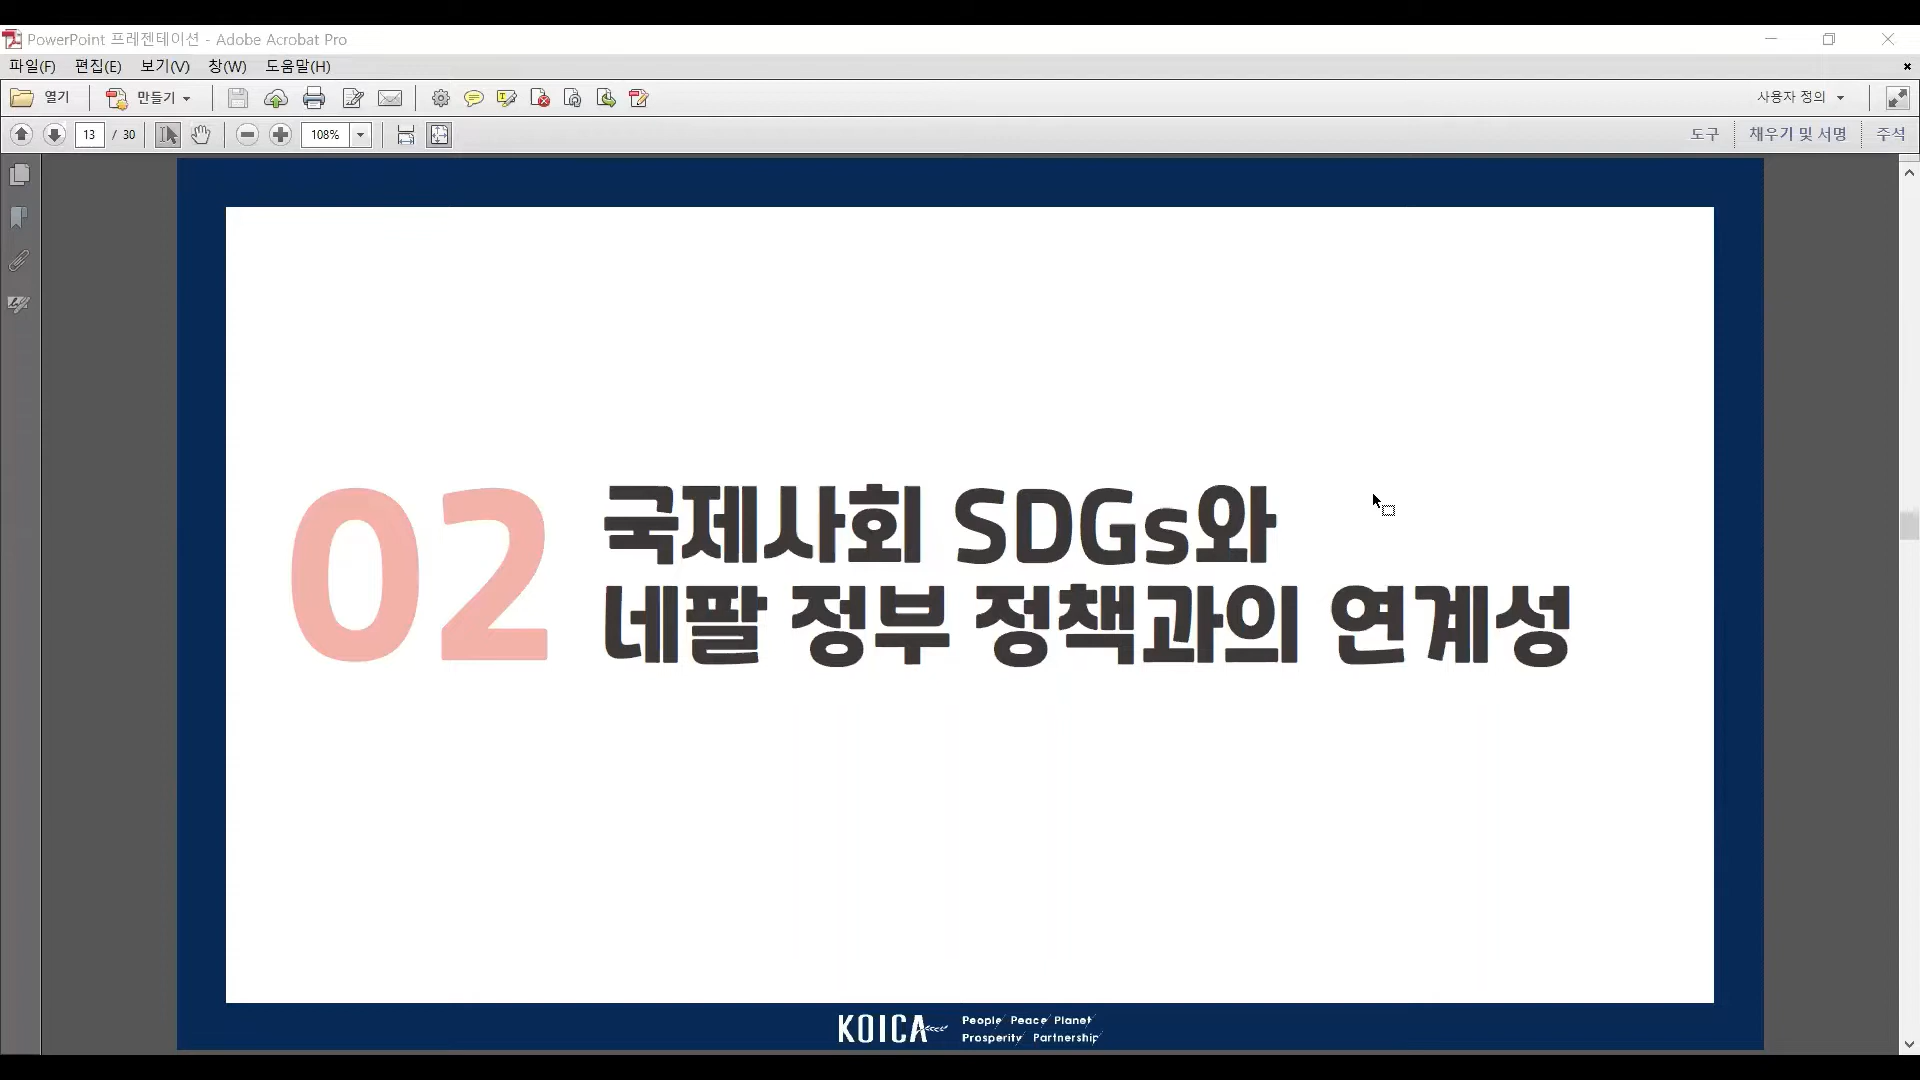 PowerPoint 프레젠테이션 - Adobe Acrobat Pro
파일(F) 편집(E) 보기(V) 창(W) 도움말(H)
열기 만들기 사용자 정의
13 / 30 108% 도구 채우기 및 서명 주석
02
국제사회 SDGs와
네팔 정부 정책과의 연계성
KOICA
People Peace Planet
Prosperity Partnership